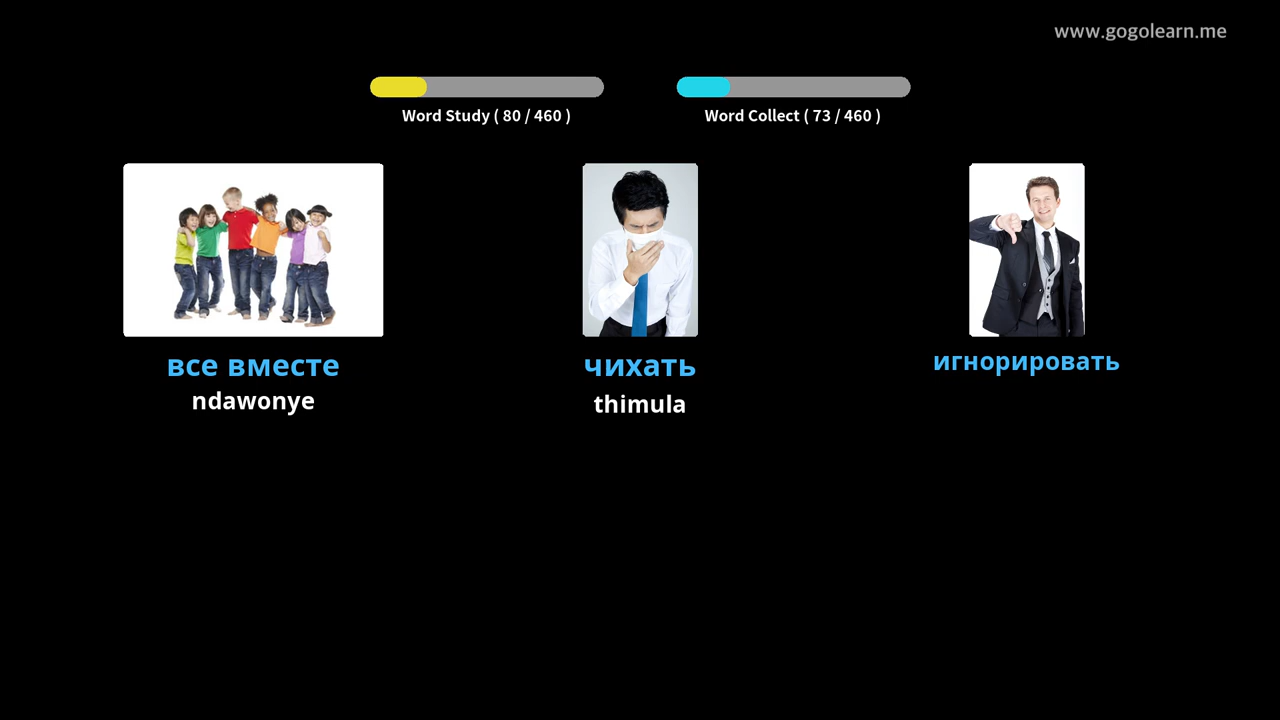 www.gogolearn.me
Word Study ( 80 / 460 )
Word Collect ( 73 / 460 )
все вместе
ndawonye
чихать
thimula
игнорировать